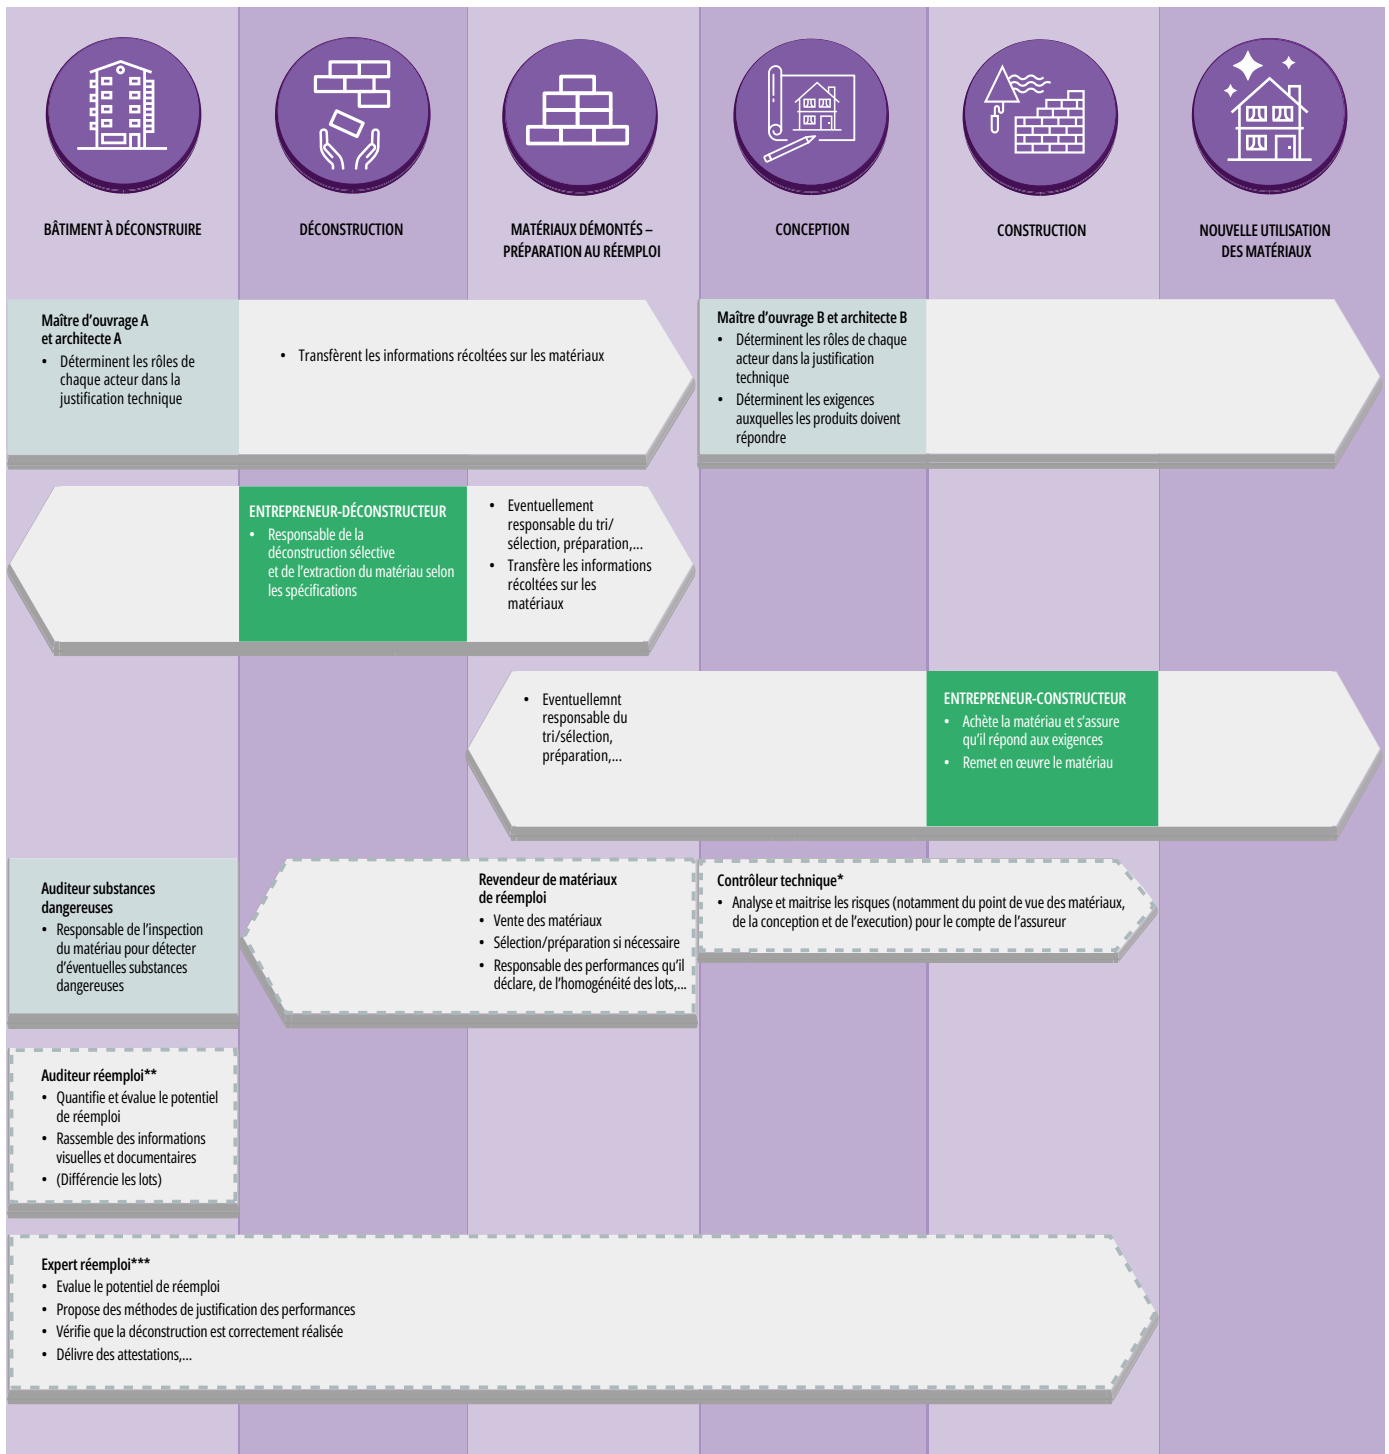 BÂTIMENT À DÉCONSTRUIRE
DÉCONSTRUCTION
MATÉRIAUX DÉMONTÉS –
PRÉPARATION AU RÉEMPLOI
CONCEPTION
CONSTRUCTION
NOUVELLE UTILISATION
DES MATÉRIAUX
Maître d’ouvrage A
et architecte A
• Déterminent les rôles de
chaque acteur dans la
justification technique
• Transfèrent les informations récoltées sur les matériaux
Maître d’ouvrage B et architecte B
• Déterminent les rôles de chaque
acteur dans la justification
technique
• Déterminent les exigences
auxquelles les produits doivent
répondre
ENTREPRENEUR-DÉCONSTRUCTEUR
• Responsable de la
déconstruction sélective
et de l’extraction du matériau selon
les spécifications
• Eventuellement
responsable du tri/
sélection, préparation,...
• Transfère les informations
récoltées sur les
matériaux
• Eventuellemnt
responsable du
tri/sélection,
préparation,...
ENTREPRENEUR-CONSTRUCTEUR
• Achète la matériau et s’assure
qu’il répond aux exigences
• Remet en œuvre le matériau
Auditeur substances
dangereuses
• Responsable de l’inspection
du matériau pour détecter
d’éventuelles substances
dangereuses
Revendeur de matériaux
de réemploi
• Vente des matériaux
• Sélection/préparation si nécessaire
• Responsable des performances qu’il
déclare, de l’homogénéité des lots,...
Contrôleur technique*
• Analyse et maitrise les risques (notamment du point de vue des matériaux,
de la conception et de l’execution) pour le compte de l’assureur
Auditeur réemploi**
• Quantifie et évalue le potentiel
de réemploi
• Rassemble des informations
visuelles et documentaires
• (Différencie les lots)
Expert réemploi***
• Evalue le potentiel de réemploi
• Propose des méthodes de justification des performances
• Vérifie que la déconstruction est correctement réalisée
• Délivre des attestations,...